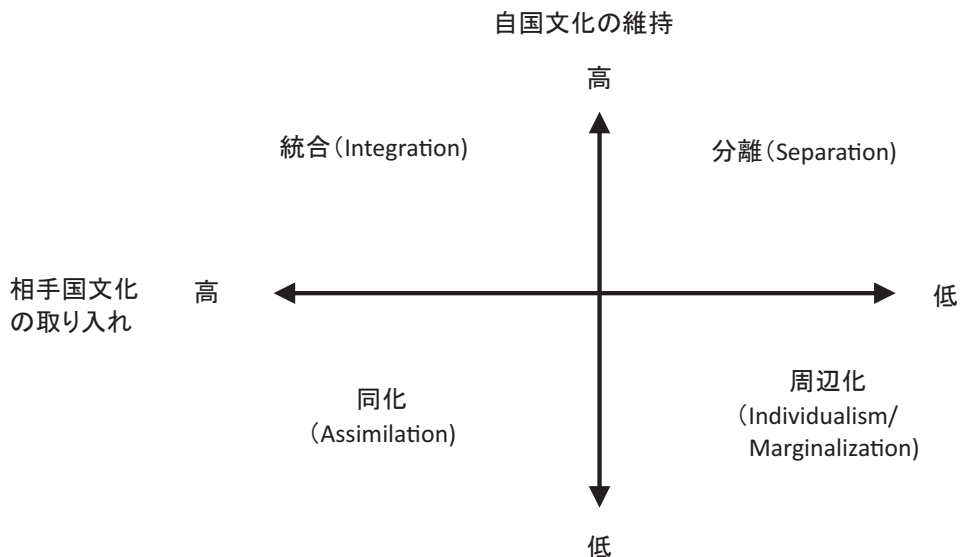 自国文化の維持
高
統合（Integration)
分離（Separation)
相手国文化
の取り入れ
高
低
同化
（Assimilation)
周辺化
（Individualism/
Marginalization)
低